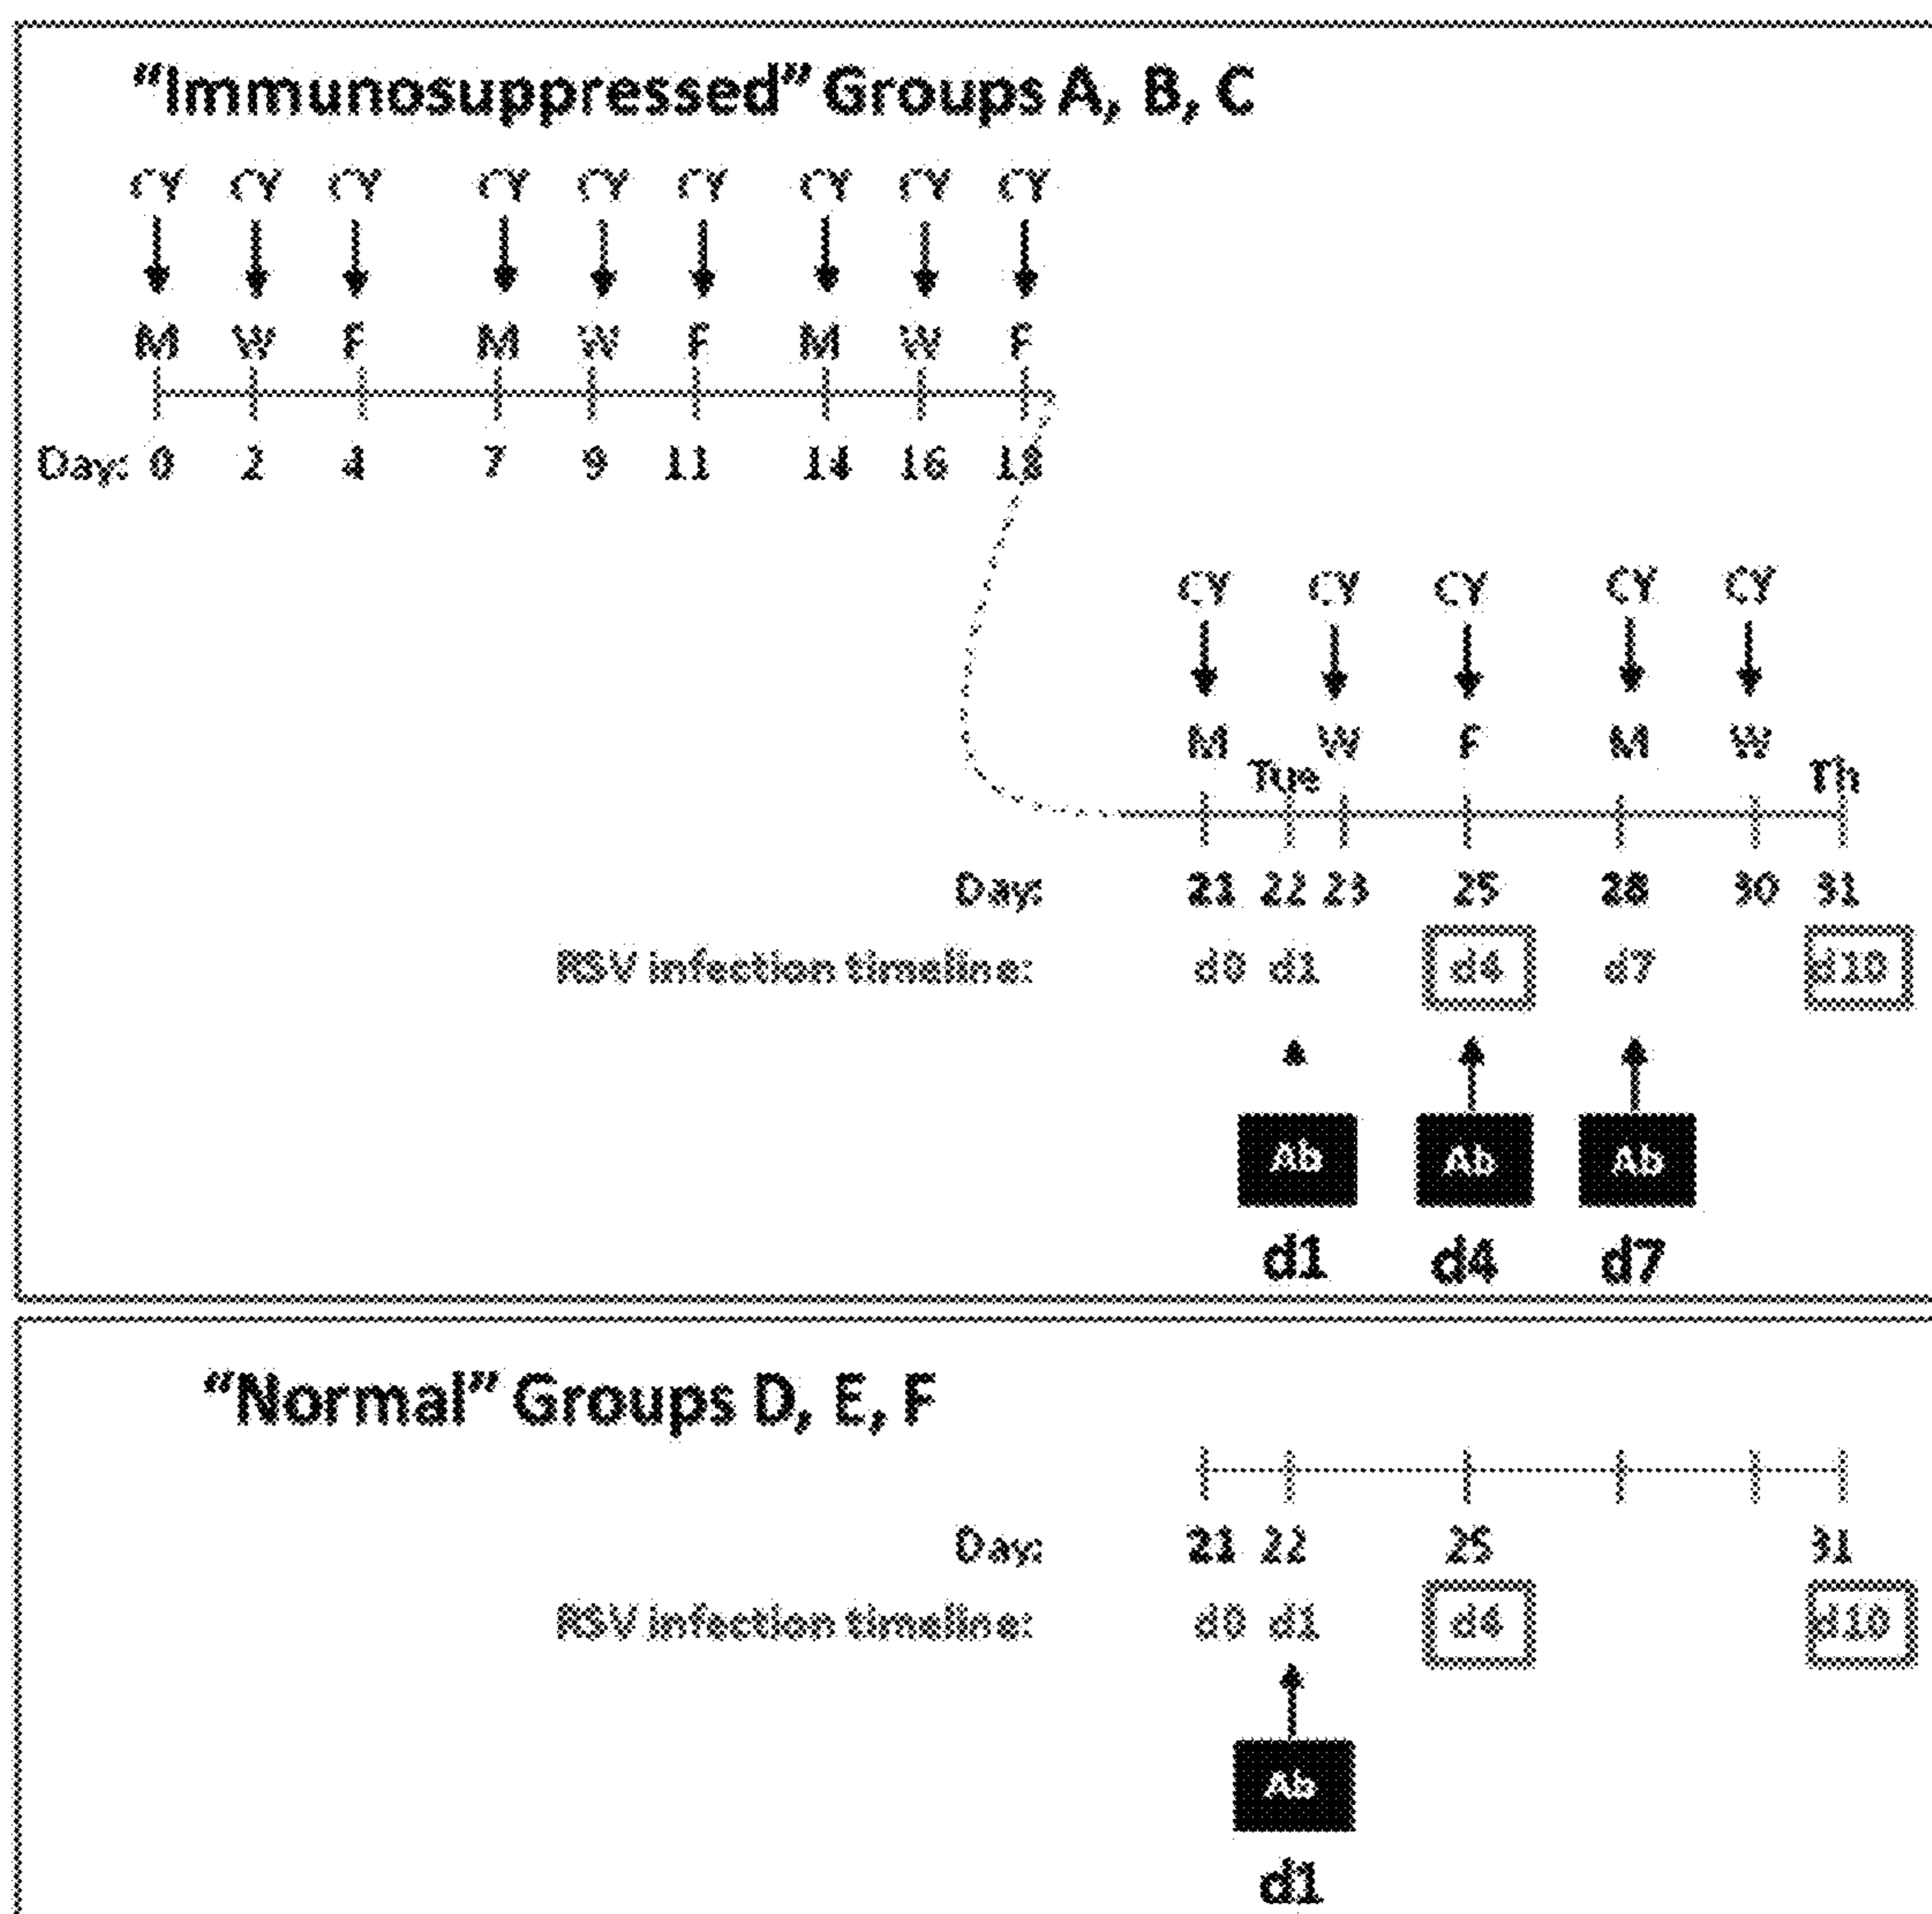 “Immunosuppressed” Groups A, B, C
CY CY CY CY CY CY CY CY CY
M W F M W F M W F
Day: 0 2 4 7 9 11 14 16 18
CY CY CY CY CY
M Tue W F M W Th
Day: 21 22 23 25 28 30 31
RSV infection timeline: d0 d1 d4 d7 d10
Ab Ab Ab
d1 d4 d7
“Normal” Groups D, E, F
Day: 21 22 25 31
RSV infection timeline: d0 d1 d4 d10
Ab
d1